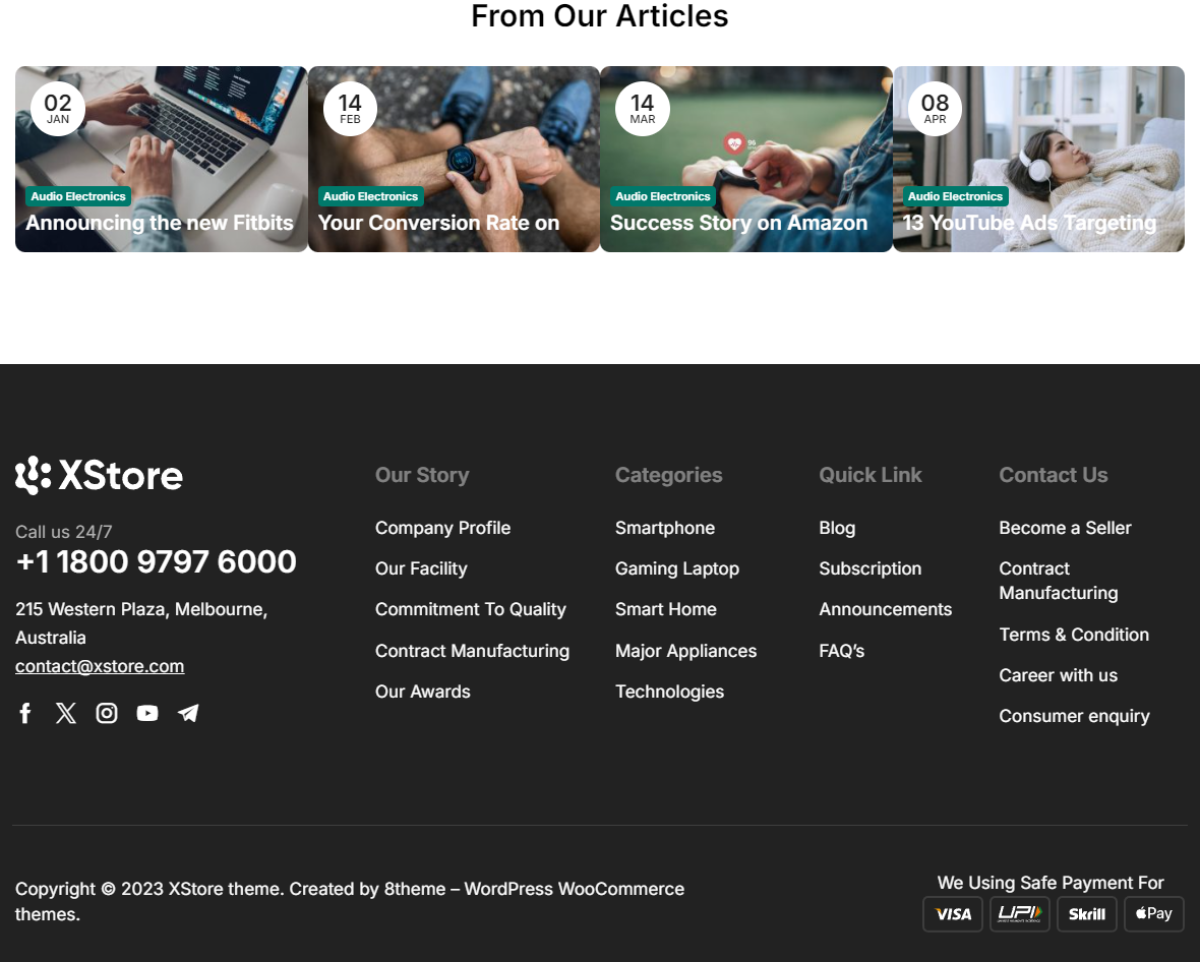 From Our Articles
02
JAN
Audio Electronics
Announcing the new Fitbits
14
FEB
Audio Electronics
Your Conversion Rate on
14
MAR
Audio Electronics
Success Story on Amazon
08
APR
Audio Electronics
13 YouTube Ads Targeting
XStore
Call us 24/7
+1 1800 9797 6000
215 Western Plaza, Melbourne,
Australia
contact@xstore.com
Our Story
Company Profile
Our Facility
Commitment To Quality
Contract Manufacturing
Our Awards
Categories
Smartphone
Gaming Laptop
Smart Home
Major Appliances
Technologies
Quick Link
Blog
Subscription
Announcements
FAQ’s
Contact Us
Become a Seller
Contract
Manufacturing
Terms & Condition
Career with us
Consumer enquiry
Copyright © 2023 XStore theme. Created by 8theme – WordPress WooCommerce
themes.
We Using Safe Payment For
VISA
UPI
Skrill
Pay